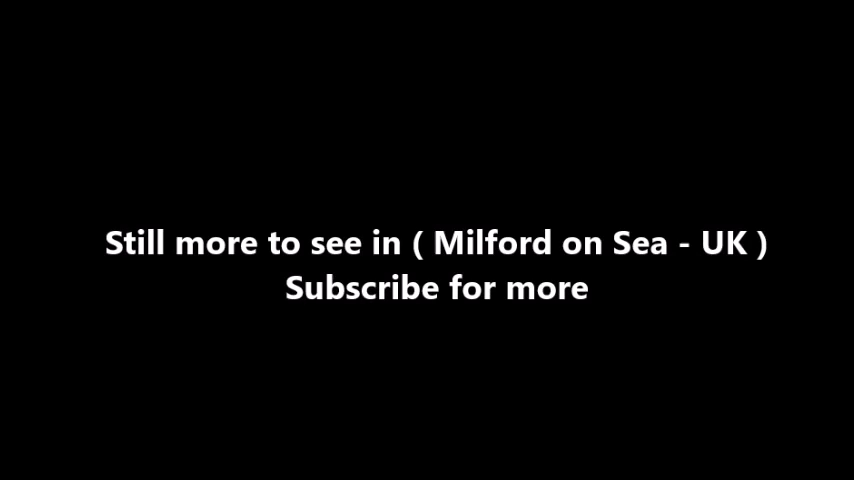 Still more to see in ( Milford on Sea - UK )
Subscribe for more